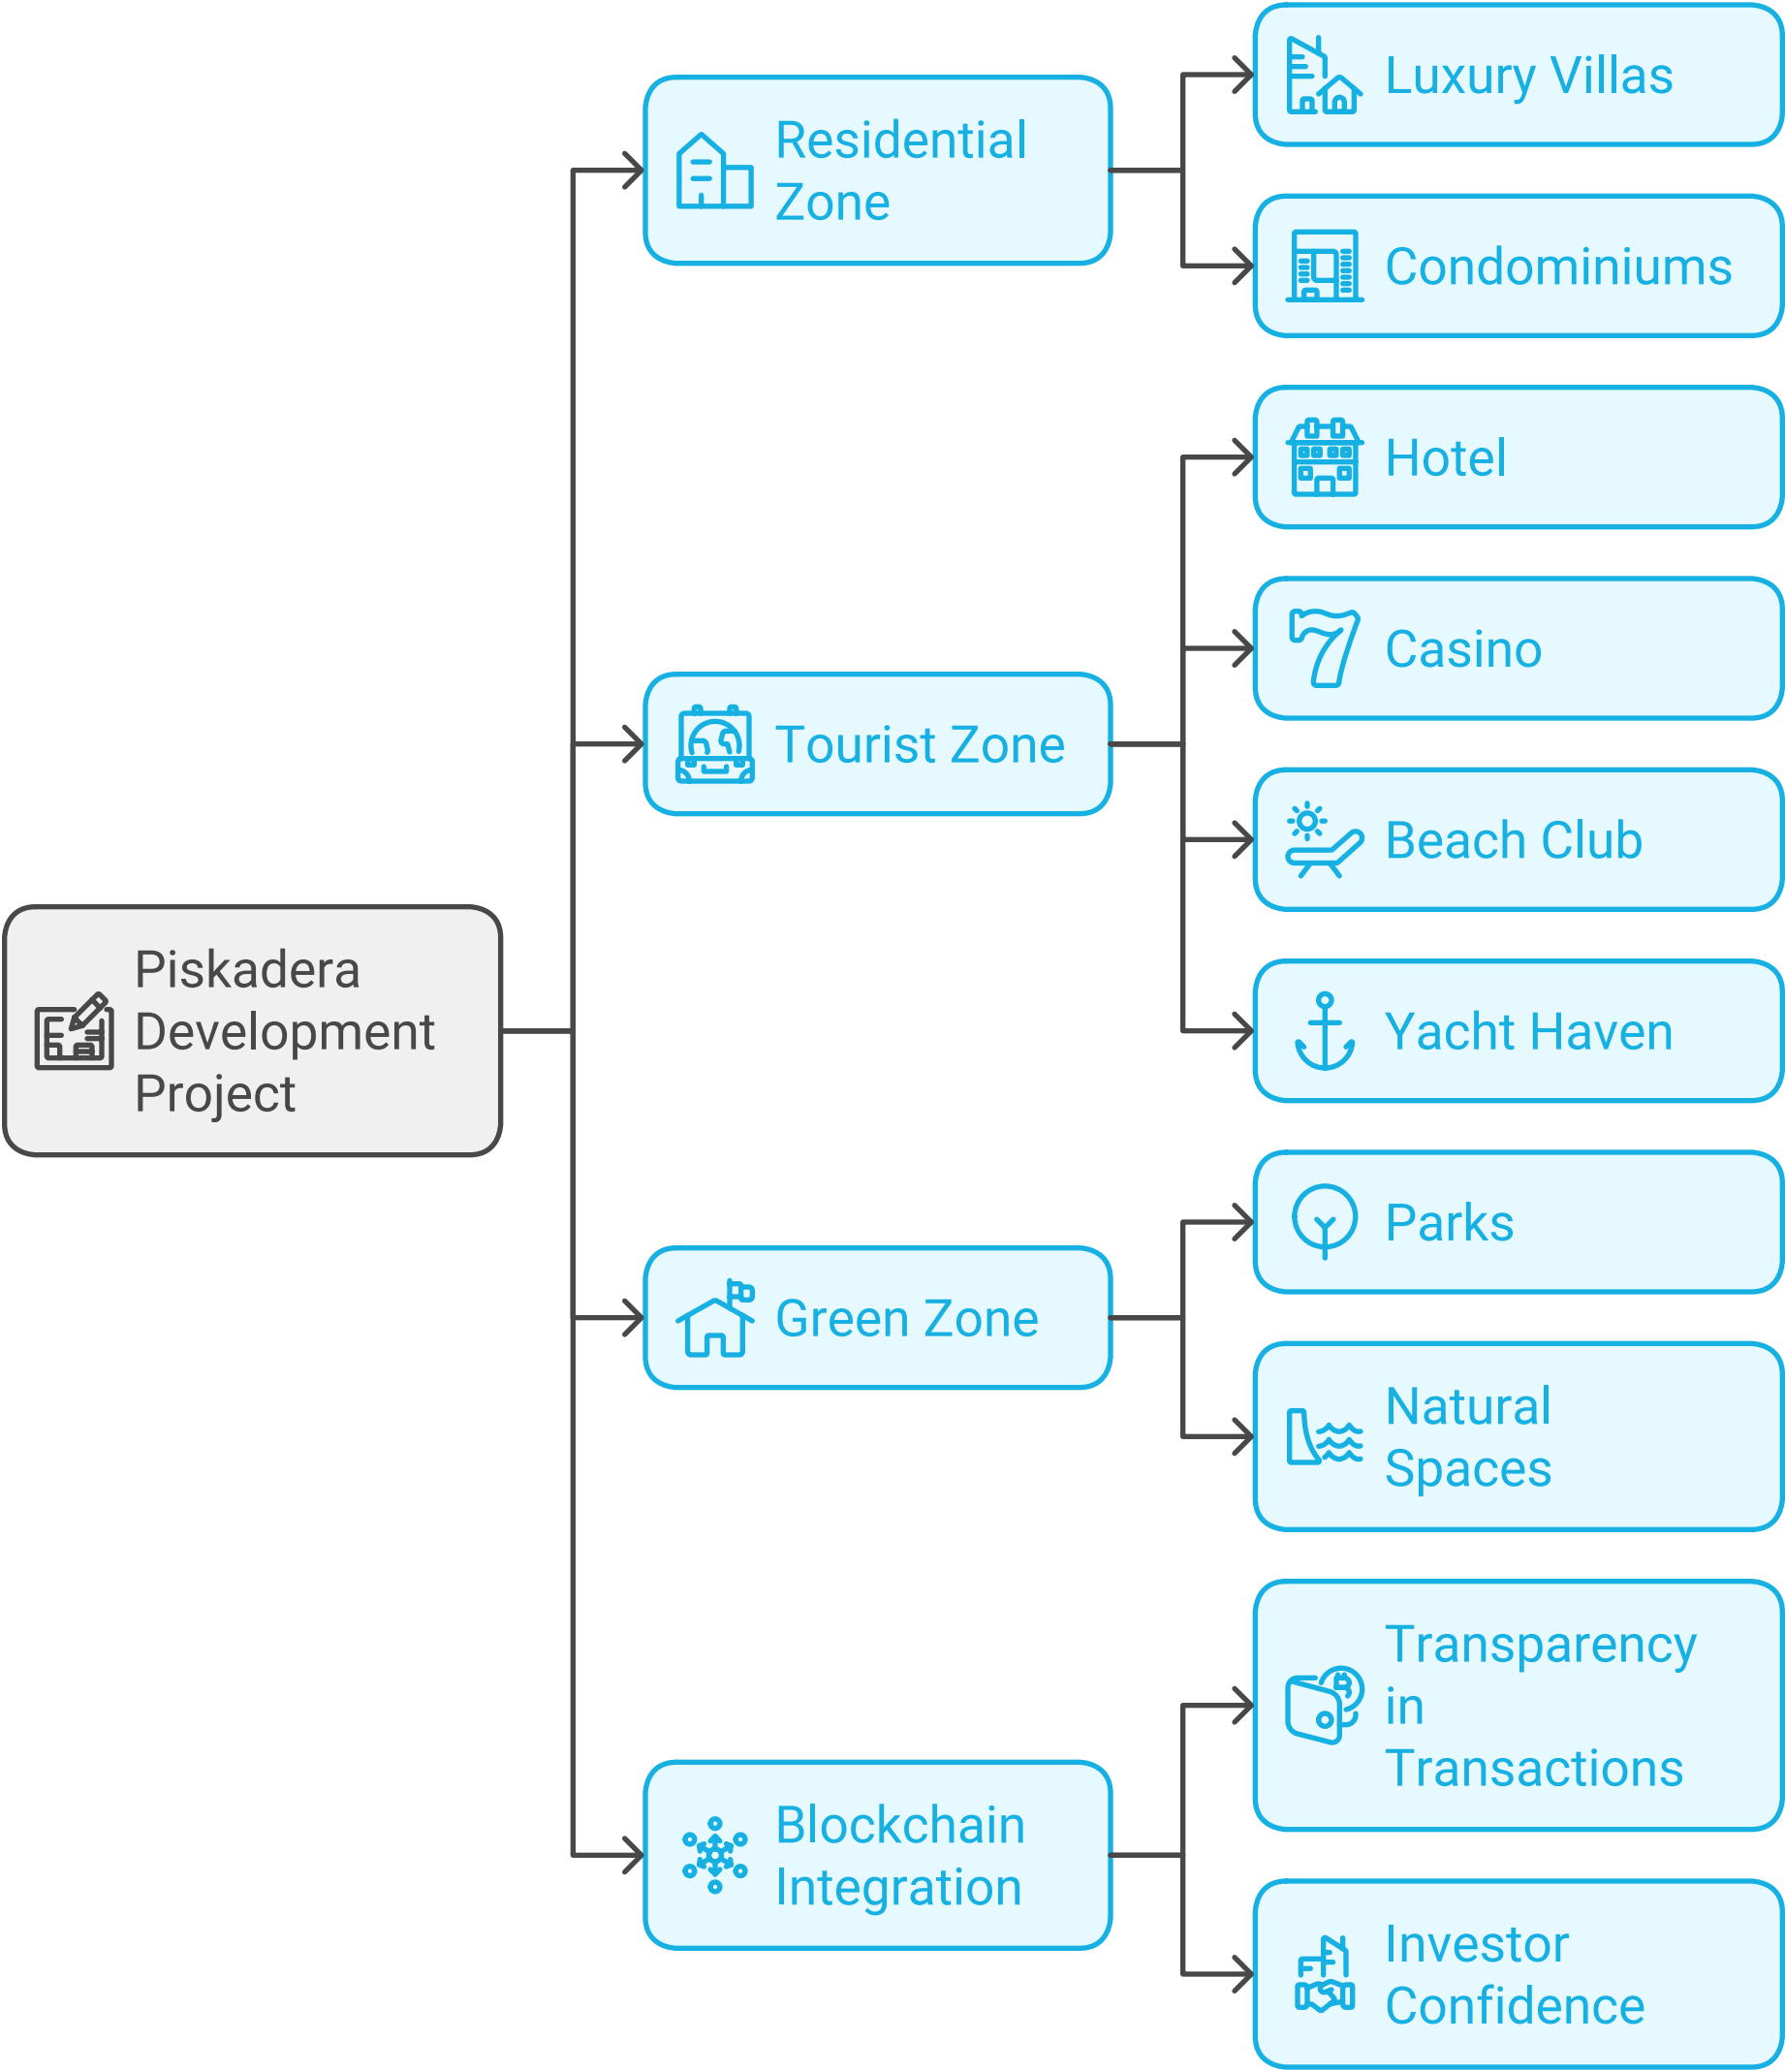 Luxury Villas
Residential
Zone
Condominiums
Hotel
Casino
Tourist Zone
Beach Club
Piskadera
Development
Project
Yacht Haven
Parks
Green Zone
Natural
Spaces
Transparency
in
Transactions
Blockchain
Integration
Investor
Confidence